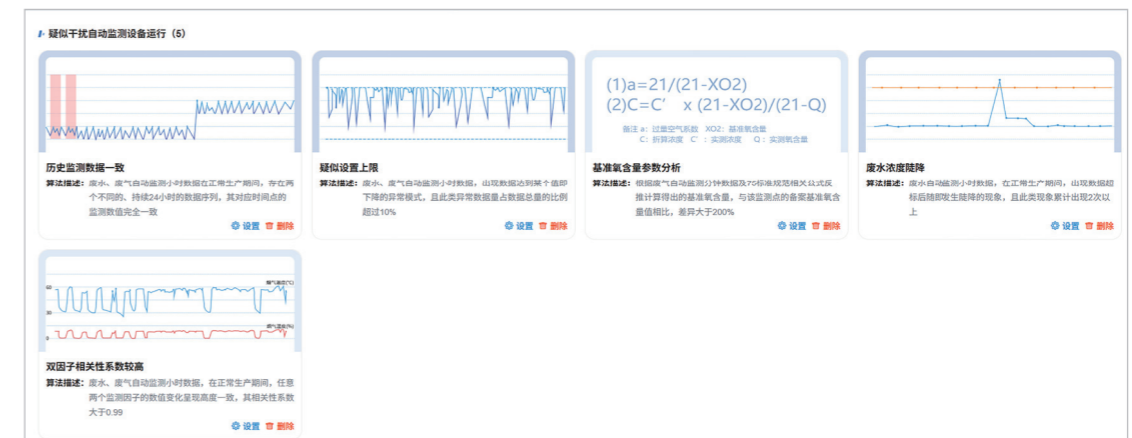 疑似干扰自动监测设备运行（5）
历史监测数据一致
算法描述：废水、废气自动监测小时数据在正常生产期间，存在两
个不同的、持续24小时的数据序列，其对应时间点的
监测数值完全一致
设置 删除
疑似设置上限
算法描述：废水、废气自动监测小时数据，出现数据达到某个值即
下降的异常模式，且此类异常数据量占数据总量的比例
超过10%
设置 删除
(1)a=21/(21-XO2)
(2)C=C′ x (21-XO2)/(21-Q)
备注 a：过量空气系数 XO2：基准氧含量
C：折算浓度 C′：实测浓度 Q：实测氧含量
基准氧含量参数分析
算法描述：根据废气自动监测分钟数据及75标准规范相关公式反
推计算得出的基准氧含量，与该监测点的备案基准氧含
量值相比，差异大于200%
设置 删除
废水浓度陡降
算法描述：废水自动监测小时数据，在正常生产期间，出现数据超
标后随即发生陡降的现象，且此类现象累计出现2次以
上
设置 删除
60
30
0
双因子相关性系数较高
算法描述：废水、废气自动监测小时数据，在正常生产期间，任意
两个监测因子的数值变化呈现高度一致，其相关性系数
大于0.99
设置 删除